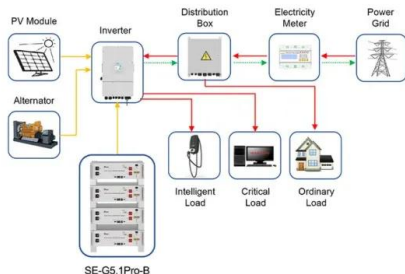 PV Module
Inverter
Distribution
Box
Electricity
Meter
Power
Grid
Alternator
Intelligent
Load
Critical
Load
Ordinary
Load
SE-G5.1Pro-B